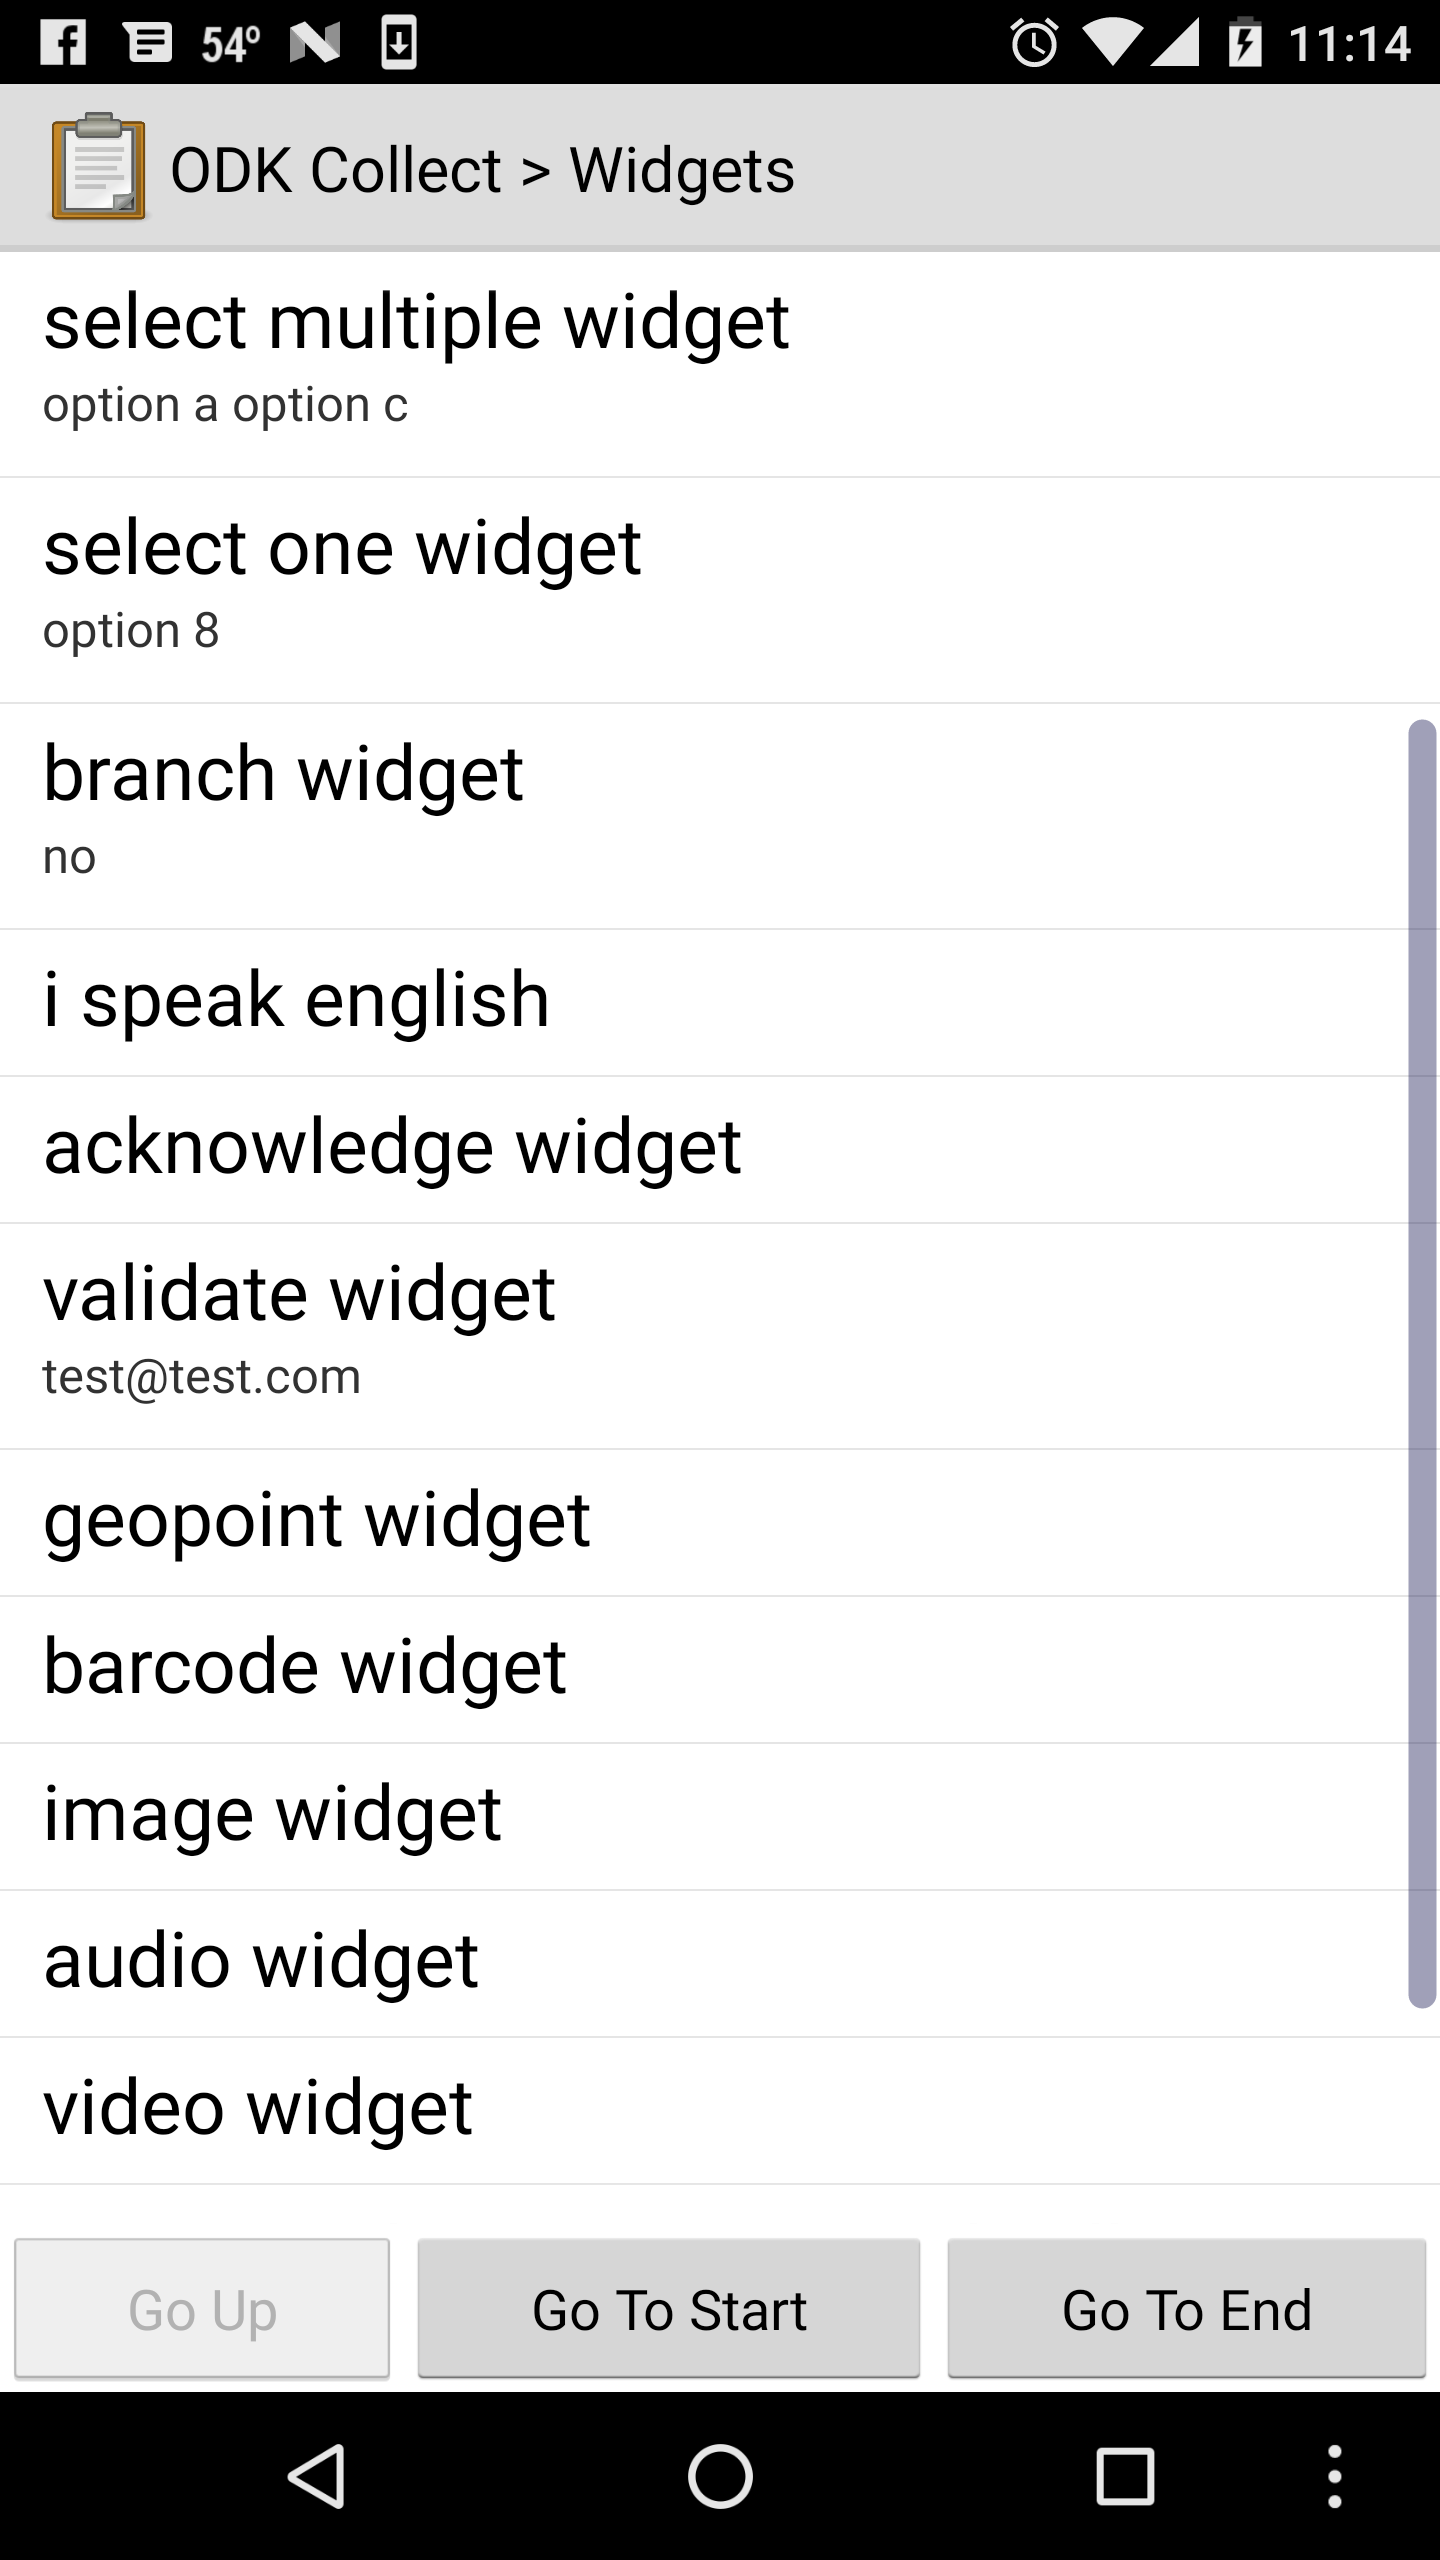 54º
11:14
ODK Collect > Widgets
select multiple widget
option a option c
select one widget
option 8
branch widget
no
i speak english
acknowledge widget
validate widget
test@test.com
geopoint widget
barcode widget
image widget
audio widget
video widget
Go Up
Go To Start
Go To End